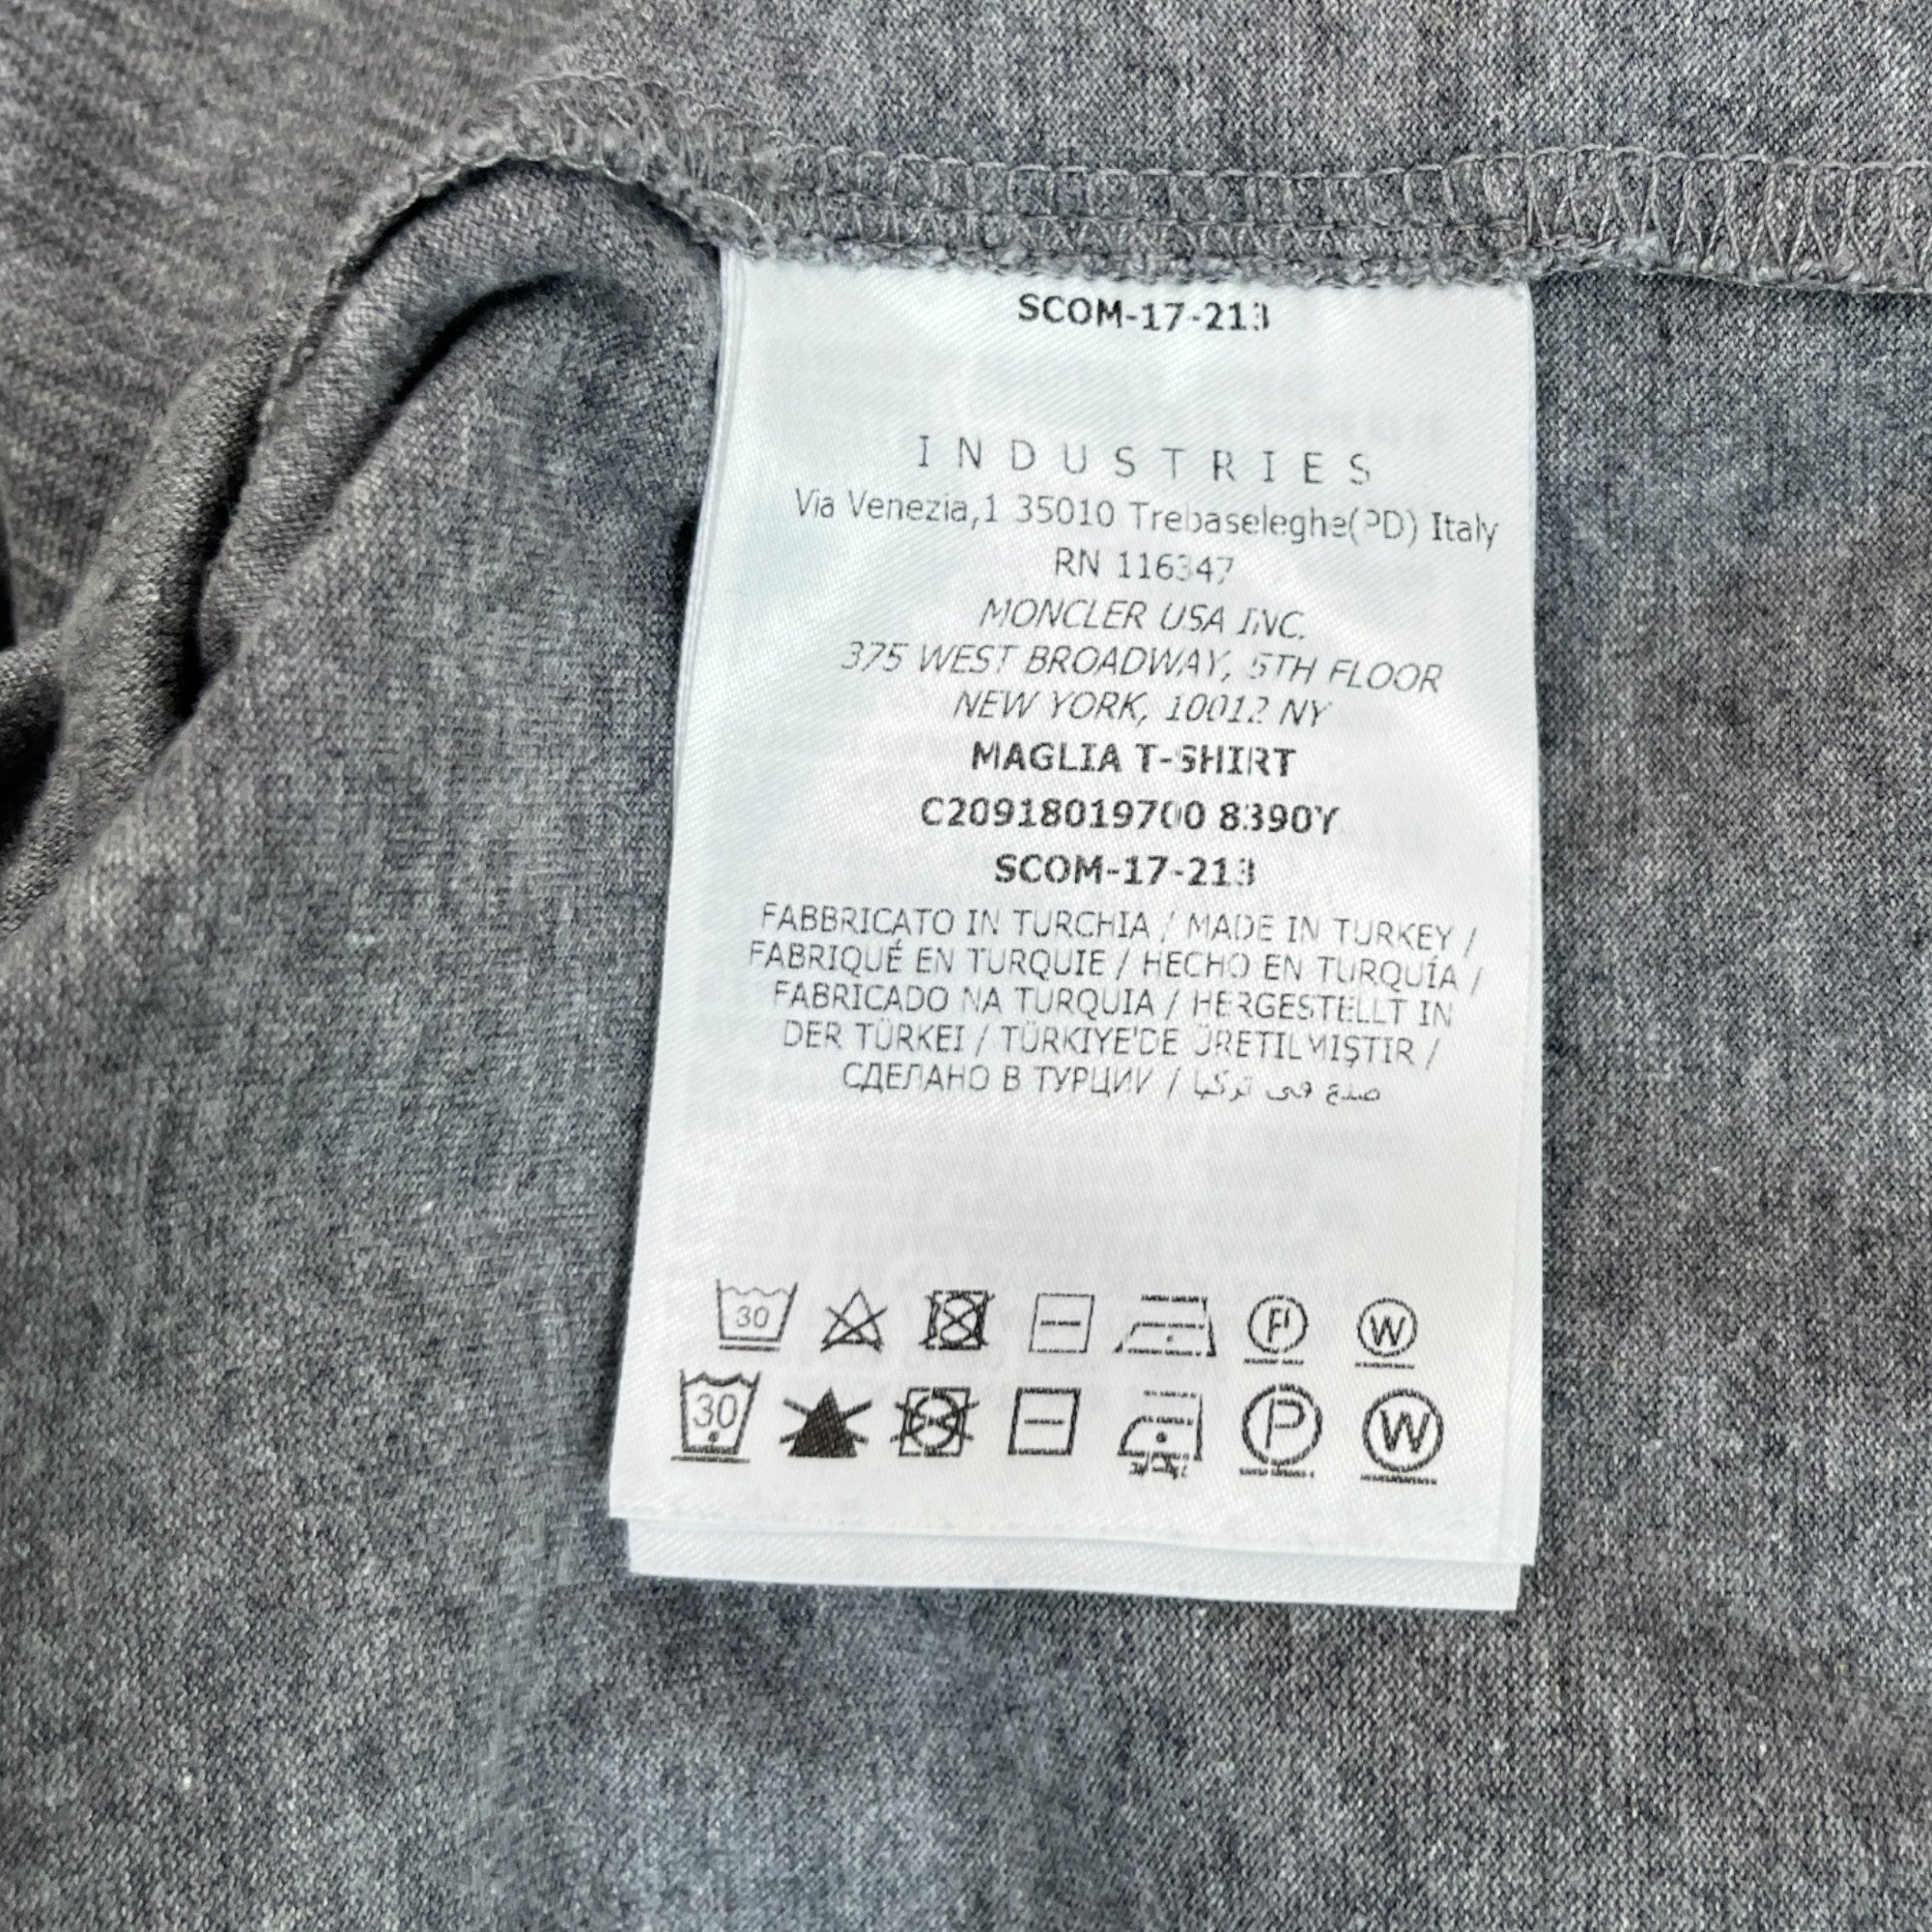 SCOM-17-213
INDUSTRIES
Via Venezia,1 35010 Trebaseleghe(PD) Italy
RN 116347
MONCLER USA INC.
375 WEST BROADWAY, 5TH FLOOR
NEW YORK, 10012 NY
MAGLIA T-SHIRT
C20918019700 8390Y
SCOM-17-213
FABBRICATO IN TURCHIA / MADE IN TURKEY /
FABRIQUÉ EN TURQUIE / HECHO EN TURQUÍA /
FABRICADO NA TURQUIA / HERGESTELLT IN
DER TÜRKEI / TÜRKIYE'DE ÜRETILMIŞTIR /
СДЕЛАНО В ТУРЦИИ / صنع في تركيا
30 P W
30 P W